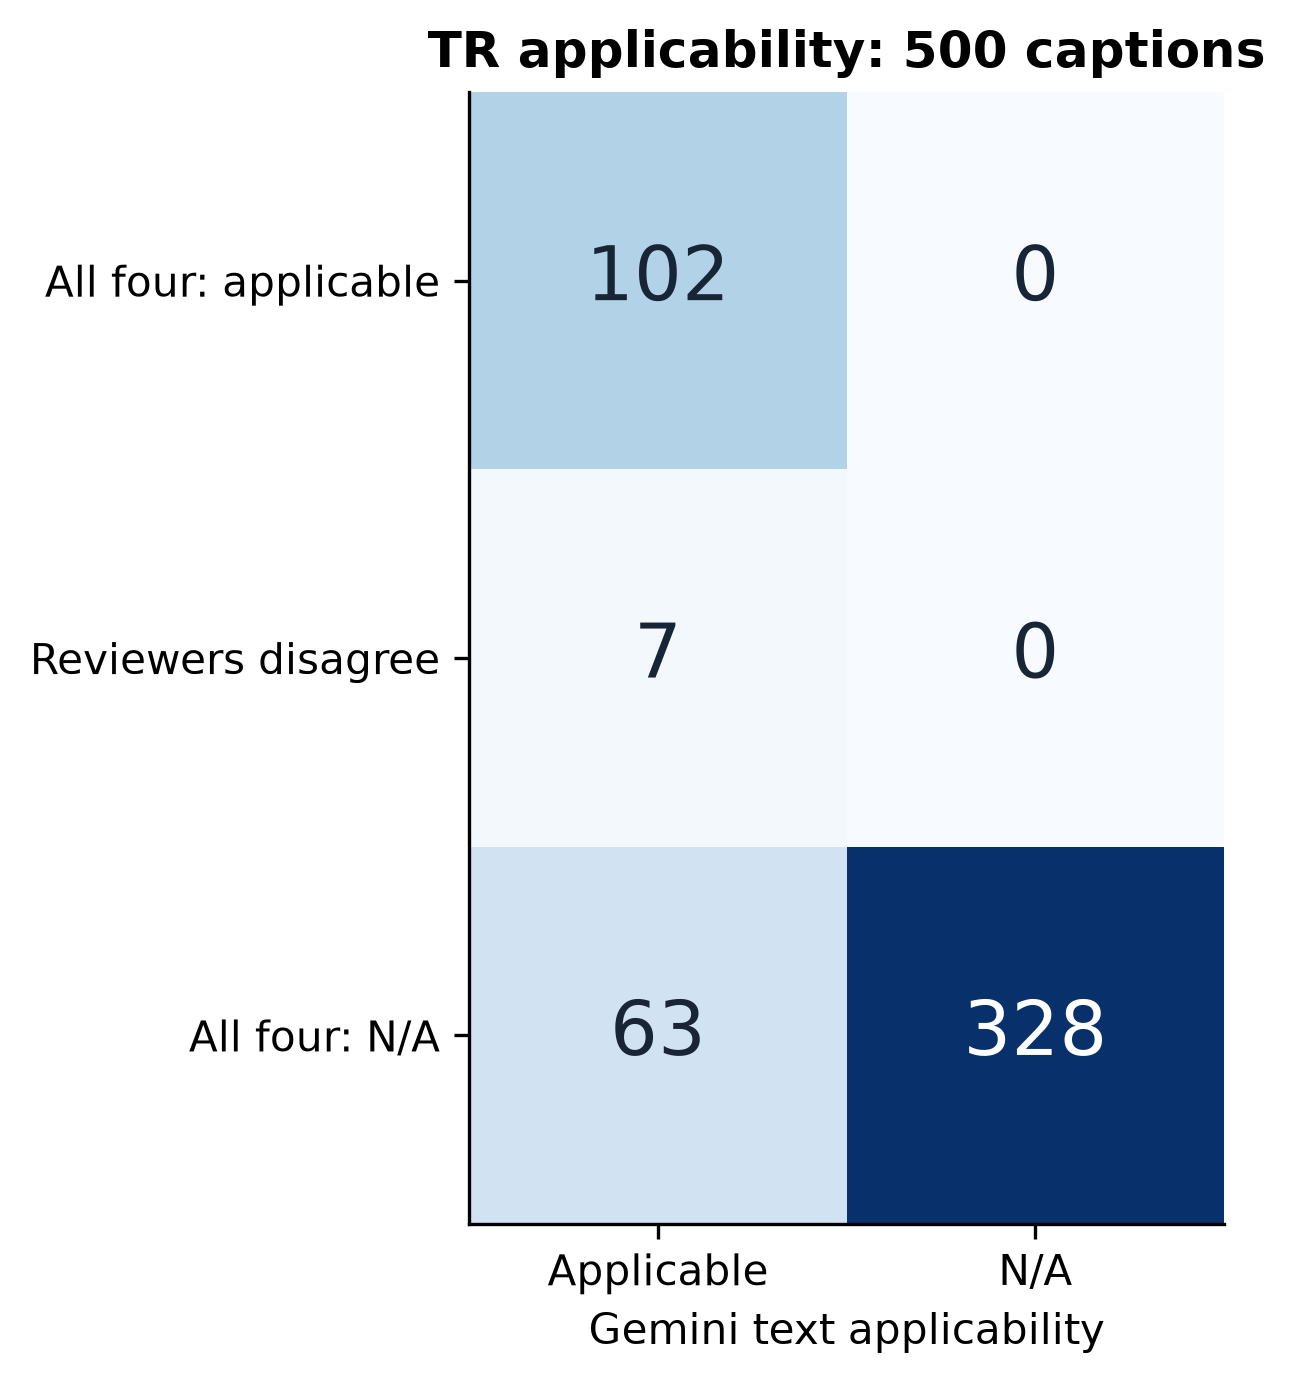 TR applicability: 500 captions
All four: applicable
102
0
Reviewers disagree
7
0
All four: N/A
63
328
Applicable
N/A
Gemini text applicability